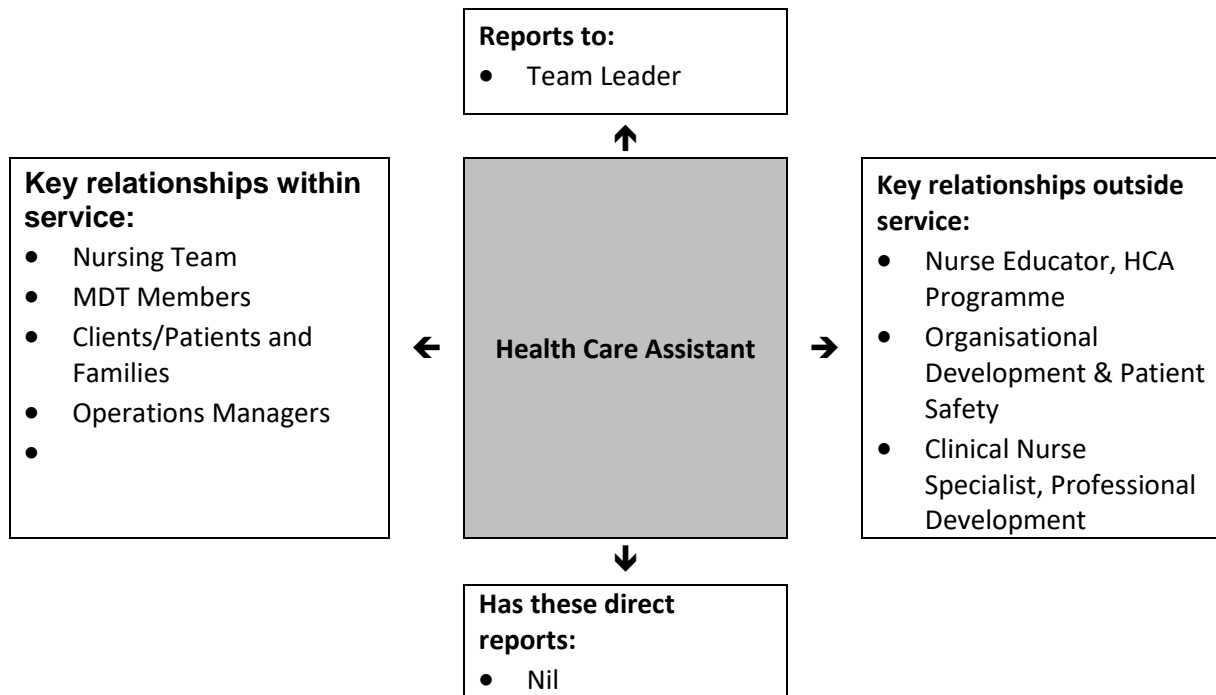 Reports to:
• Team Leader
Key relationships within
service:
• Nursing Team
• MDT Members
• Clients/Patients and
Families
• Operations Managers
•
Health Care Assistant
Key relationships outside
service:
• Nurse Educator, HCA
Programme
• Organisational
Development & Patient
Safety
• Clinical Nurse
Specialist, Professional
Development
Has these direct
reports:
• Nil